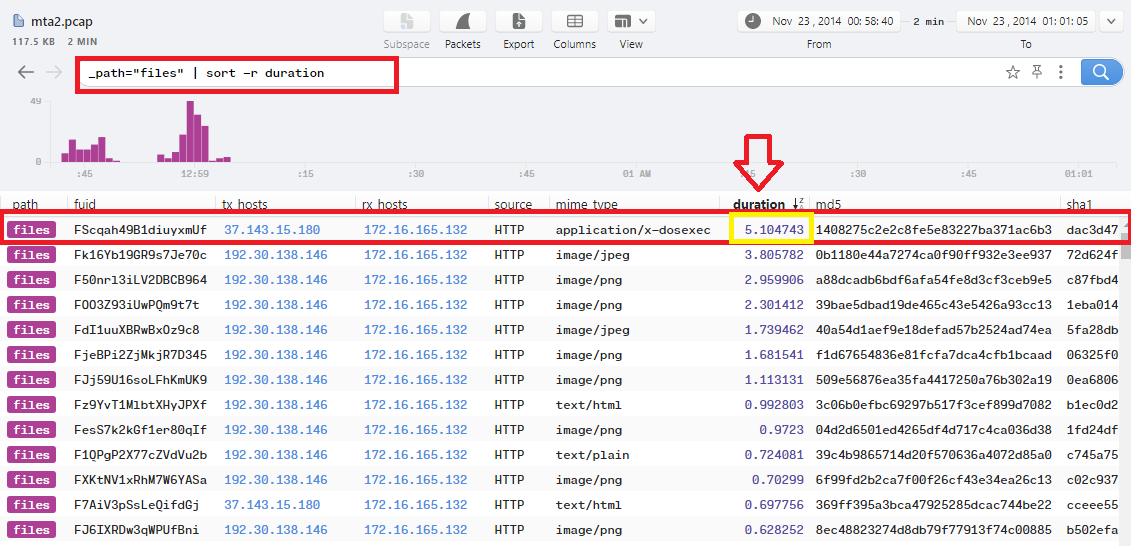 mta2.pcap
117.5 KB 2 MIN
Subspace Packets Export Columns View
Nov 23 , 2014 00:58:40 2 min Nov 23 , 2014 01:01:05
From To
_path="files" | sort -r duration
49
0
:45 12:59 :15 :30 :45 01 AM :15 :30 :45 01:01
path fuid tx_hosts rx_hosts source mime_type duration md5 sha1
files FScqah49B1diuyxmUf 37.143.15.180 172.16.165.132 HTTP application/x-dosexec 5.104743 1408275c2e2c8fe5e83227ba371ac6b3 dac3d47
files Fk16Yb19GR9s7Je70c 192.30.138.146 172.16.165.132 HTTP image/jpeg 3.805782 0b1180e44a7274ca0f90ff932e3ee937 72d624f
files F50nrl3iLV2DBCB964 192.30.138.146 172.16.165.132 HTTP image/png 2.959906 a88dcadb6bdf6afa54fe8d3cf3ceb9e5 c87fbd4
files FOO3Z93iUwPQm9t7t 192.30.138.146 172.16.165.132 HTTP image/png 2.301412 39bae5dbad19de465c43e5426a93cc13 1eba014
files FdI1uuXBRwBxOz9c8 192.30.138.146 172.16.165.132 HTTP image/jpeg 1.739462 40a54d1aef9e18defad57b2524ad74ea 5fa28db
files FjeBPi2ZjMkjR7D345 192.30.138.146 172.16.165.132 HTTP image/png 1.681541 f1d67654836e81fcfa7dca4cfb1bcaad 06325f0
files FJj59U16soLFhKmUK9 192.30.138.146 172.16.165.132 HTTP image/png 1.113131 509e56876ea35fa4417250a76b302a19 0ea6806
files Fz9YvT1MlbtXHyJPXf 192.30.138.146 172.16.165.132 HTTP text/html 0.992803 3c06b0efbc69297b517f3cef899d7082 b1ec0d2
files FesS7k2kGf1er80qIf 192.30.138.146 172.16.165.132 HTTP image/png 0.9723 04d2d6501ed4265df4d717c4ca036d38 1fd24df
files F1QPgP2X77cZVdVu2b 192.30.138.146 172.16.165.132 HTTP text/plain 0.724081 39c4b9865714d20f570636a4072d85a0 c745a75
files FXKtNV1xRhM7W6YASa 192.30.138.146 172.16.165.132 HTTP image/png 0.70299 6f99fd2b2ca7f00f26cf43e34ea26c13 c02c937
files F7AiV3pSsLeQifdGj 37.143.15.180 172.16.165.132 HTTP text/html 0.697756 369ff395a3bca47925285dcac744be22 cceee55
files FJ6IXRDw3qWPUfBni 192.30.138.146 172.16.165.132 HTTP image/png 0.628252 8ec48823274d8db79f77913f74c00885 b502efa